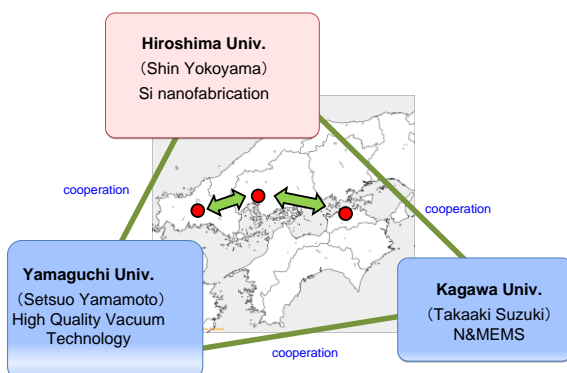 Hiroshima Univ.
（Shin Yokoyama）
Si nanofabrication
cooperation
cooperation
Yamaguchi Univ.
（Setsuo Yamamoto）
High Quality Vacuum
Technology
Kagawa Univ.
（Takaaki Suzuki）
N&MEMS
cooperation